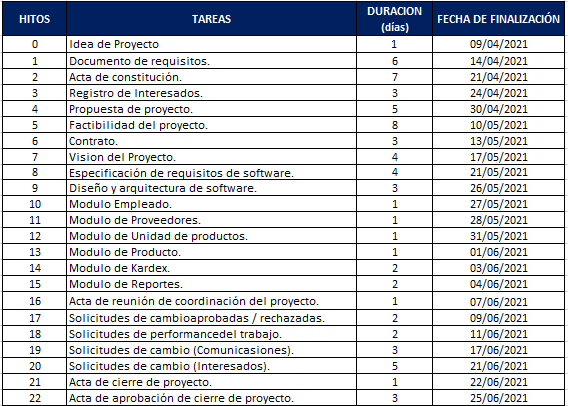 HITOS TAREAS DURACION (días) FECHA DE FINALIZACIÓN
0 Idea de Proyecto 1 09/04/2021
1 Documento de requisitos. 6 14/04/2021
2 Acta de constitución. 7 21/04/2021
3 Registro de Interesados. 3 24/04/2021
4 Propuesta de proyecto. 5 30/04/2021
5 Factibilidad del proyecto. 8 10/05/2021
6 Contrato. 3 13/05/2021
7 Vision del Proyecto. 4 17/05/2021
8 Especificación de requisitos de software. 4 21/05/2021
9 Diseño y arquitectura de software. 3 26/05/2021
10 Modulo Empleado. 1 27/05/2021
11 Modulo de Proveedores. 1 28/05/2021
12 Modulo de Unidad de productos. 1 31/05/2021
13 Modulo de Producto. 1 01/06/2021
14 Modulo de Kardex. 2 03/06/2021
15 Modulo de Reportes. 2 04/06/2021
16 Acta de reunión de coordinación del proyecto. 1 07/06/2021
17 Solicitudes de cambioaprobadas / rechazadas. 2 09/06/2021
18 Solicitudes de performancedel trabajo. 2 11/06/2021
19 Solicitudes de cambio (Comunicasiones). 3 17/06/2021
20 Solicitudes de cambio (Interesados). 5 21/06/2021
21 Acta de cierre de proyecto. 1 22/06/2021
22 Acta de aprobación de cierre de proyecto. 3 25/06/2021